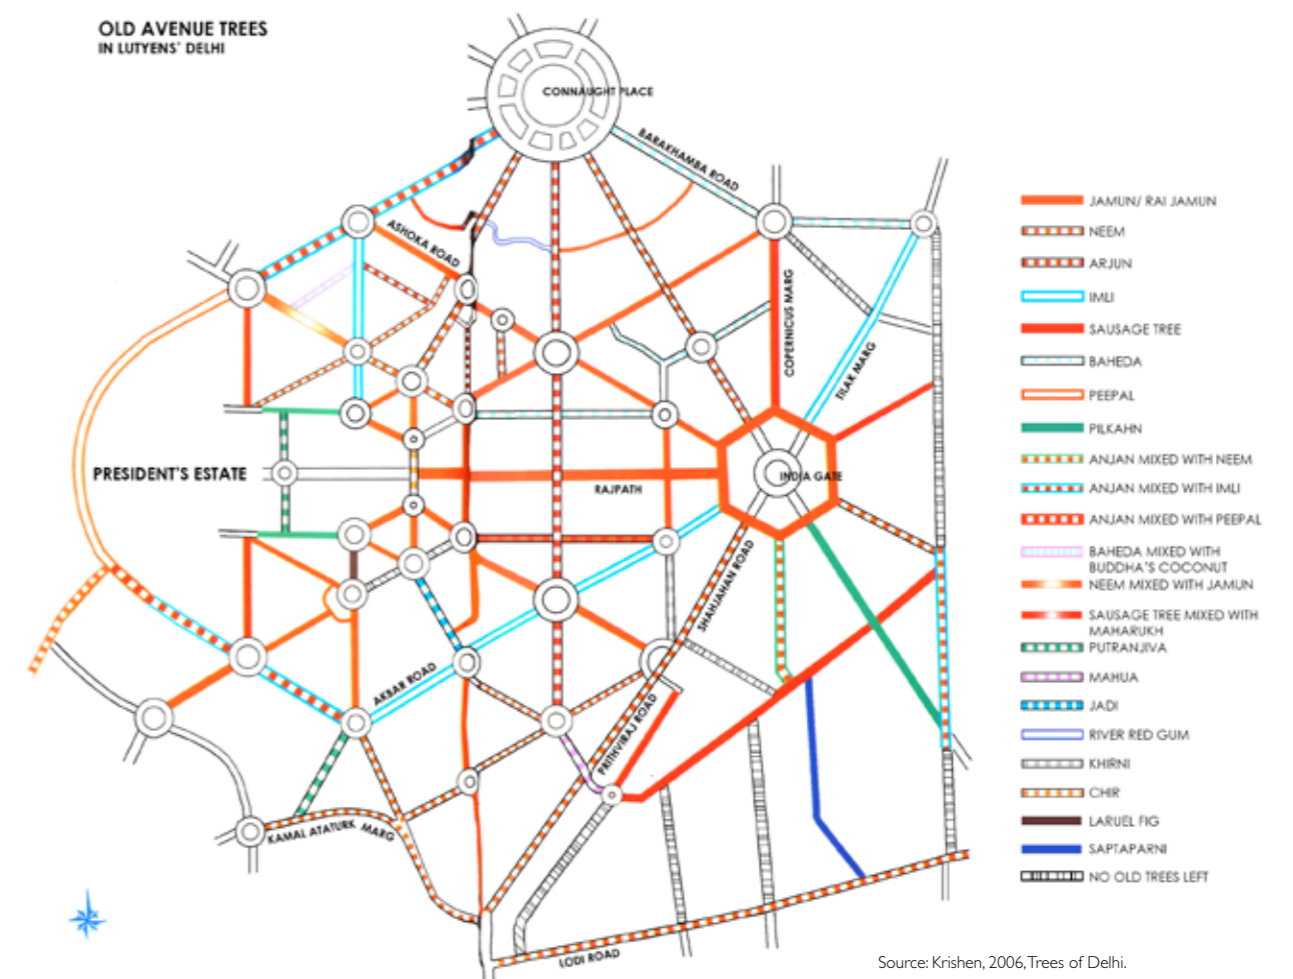 OLD AVENUE TREES
IN LUTYENS' DELHI
CONNAUGHT PLACE
BARAKHAMBA ROAD
ASHOKA ROAD
COPERNICUS MARG
TILAK MARG
PRESIDENT'S ESTATE
RAJPATH
INDIA GATE
SHAHJAHAN ROAD
AKBAR ROAD
PRITHVIRAJ ROAD
KAMAL ATATURK MARG
LODI ROAD
JAMUN/ RAI JAMUN
NEEM
ARJUN
IMLI
SAUSAGE TREE
BAHEDA
PEEPAL
PILKAHN
ANJAN MIXED WITH NEEM
ANJAN MIXED WITH IMLI
ANJAN MIXED WITH PEEPAL
BAHEDA MIXED WITH
BUDDHA'S COCONUT
NEEM MIXED WITH JAMUN
SAUSAGE TREE MIXED WITH
MAHARUKH
PUTRANJIVA
MAHUA
JADI
RIVER RED GUM
KHIRNI
CHIR
LARUEL FIG
SAPTAPARNI
NO OLD TREES LEFT
Source: Krishen, 2006, Trees of Delhi.